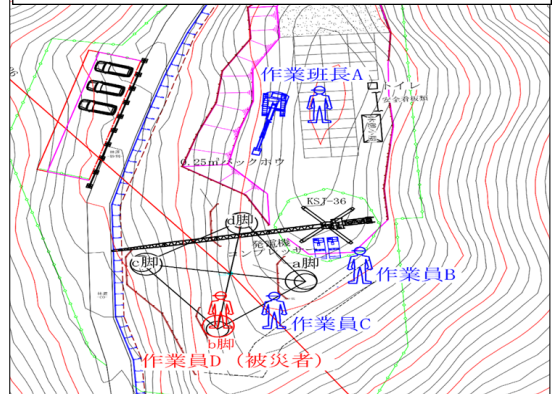 作業班長A
トイレ
安全看板類
0.25㎥バックホウ
KSJ-36
d脚
発電機
コンプレッサー
c脚
a脚
作業員B
作業員C
b脚
作業員D（被災者）